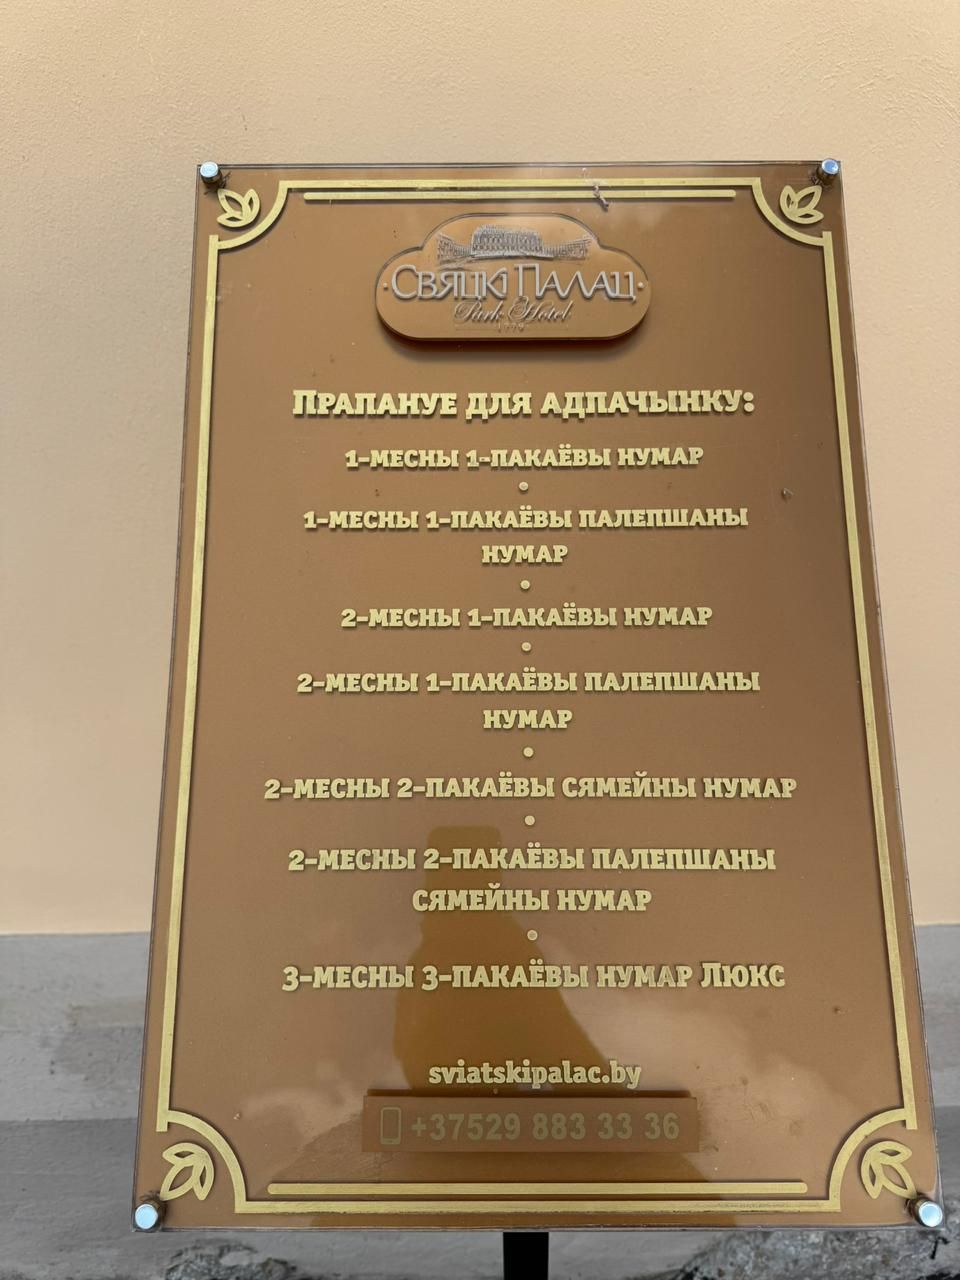 Свяцкі Палац
Park Hotel
1779
Прапануе для адпачынку:
1-месны 1-пакаёвы нумар
1-месны 1-пакаёвы палепшаны
нумар
2-месны 1-пакаёвы нумар
2-месны 1-пакаёвы палепшаны
нумар
2-месны 2-пакаёвы сямейны нумар
2-месны 2-пакаёвы палепшаны
сямейны нумар
3-месны 3-пакаёвы нумар Люкс
sviatskipalac.by
+37529 883 33 36